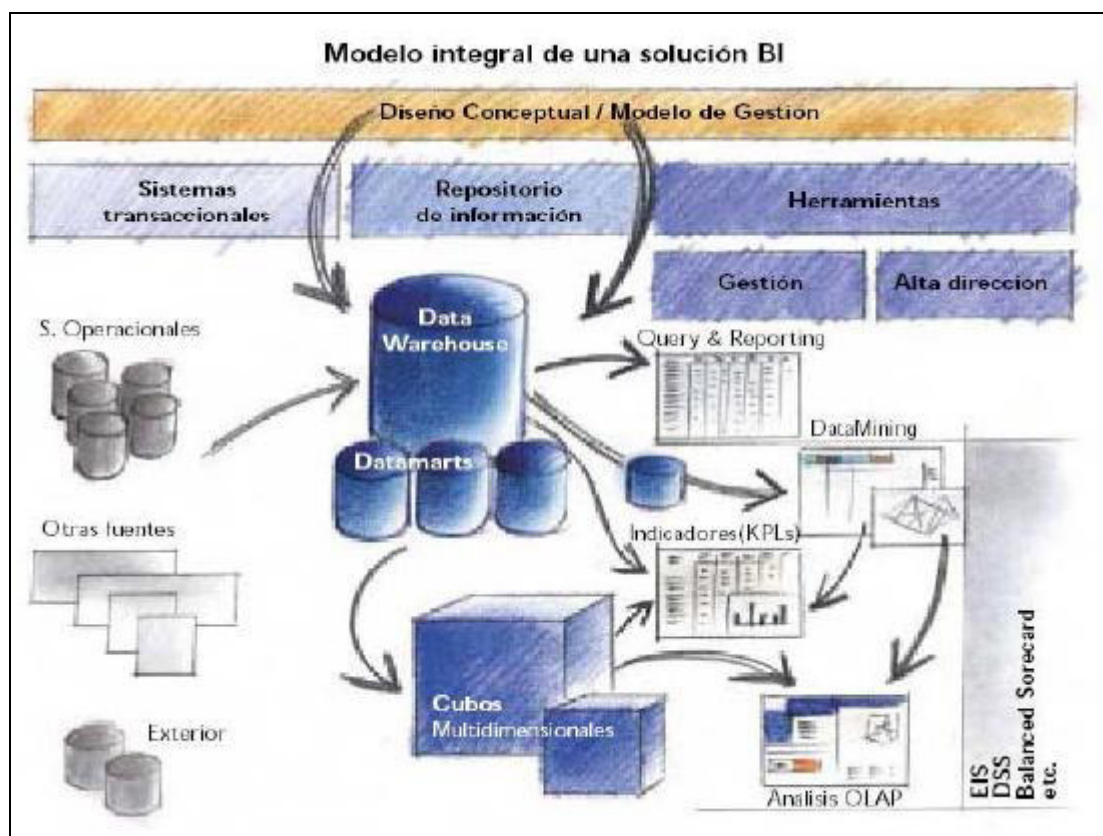 Modelo integral de una solución BI
Diseño Conceptual / Modelo de Gestión
Sistemas
transaccionales
Repositorio
de información
Herramientas
Gestión
Alta direccion
S. Operacionales
Data
Warehouse
Query & Reporting
DataMining
Datamarts
Otras fuentes
Indicadores(KPLs)
Cubos
Multidimensionales
Exterior
Análisis OLAP
EIS
DSS
Balanced Sorecard
etc.